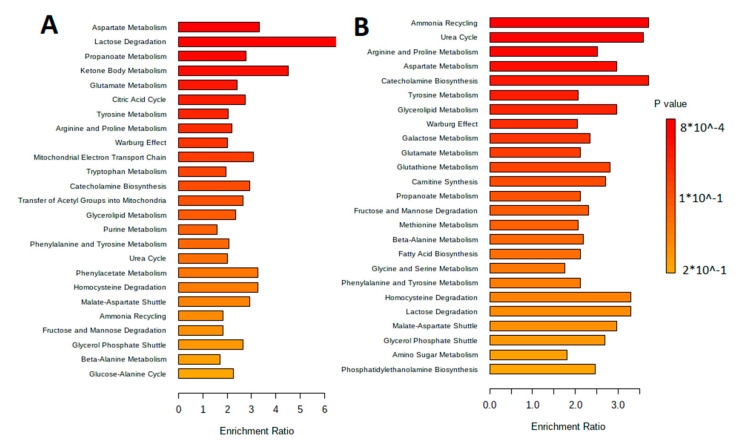 A
Aspartate Metabolism
Lactose Degradation
Propanoate Metabolism
Ketone Body Metabolism
Glutamate Metabolism
Citric Acid Cycle
Tyrosine Metabolism
Arginine and Proline Metabolism
Warburg Effect
Mitochondrial Electron Transport Chain
Tryptophan Metabolism
Catecholamine Biosynthesis
Transfer of Acetyl Groups into Mitochondria
Glycerolipid Metabolism
Purine Metabolism
Phenylalanine and Tyrosine Metabolism
Urea Cycle
Phenylacetate Metabolism
Homocysteine Degradation
Malate-Aspartate Shuttle
Ammonia Recycling
Fructose and Mannose Degradation
Glycerol Phosphate Shuttle
Beta-Alanine Metabolism
Glucose-Alanine Cycle
0 1 2 3 4 5 6
Enrichment Ratio
B
Ammonia Recycling
Urea Cycle
Arginine and Proline Metabolism
Aspartate Metabolism
Catecholamine Biosynthesis
Tyrosine Metabolism
Glycerolipid Metabolism
Warburg Effect
Galactose Metabolism
Glutamate Metabolism
Glutathione Metabolism
Carnitine Synthesis
Propanoate Metabolism
Fructose and Mannose Degradation
Methionine Metabolism
Beta-Alanine Metabolism
Fatty Acid Biosynthesis
Glycine and Serine Metabolism
Phenylalanine and Tyrosine Metabolism
Homocysteine Degradation
Lactose Degradation
Malate-Aspartate Shuttle
Glycerol Phosphate Shuttle
Amino Sugar Metabolism
Phosphatidylethanolamine Biosynthesis
0.0 1.0 2.0 3.0
Enrichment Ratio
P value
8*10^-4
1*10^-1
2*10^-1